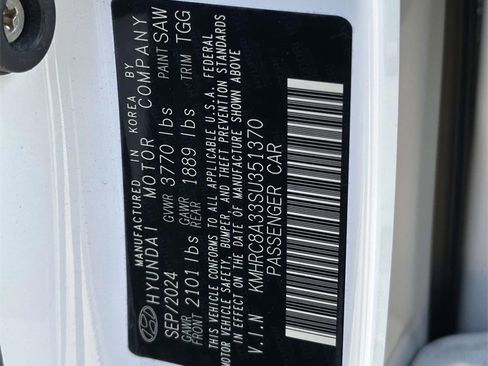 MANUFACTURED IN KOREA BY
HYUNDAI MOTOR COMPANY
SEP/2024 GVWR 3770 lbs PAINT SAW
GAWR FRONT 2101 lbs GAWR REAR 1889 lbs TRIM TGG
THIS VEHICLE CONFORMS TO ALL APPLICABLE U.S.A. FEDERAL
MOTOR VEHICLE SAFETY, BUMPER, AND THEFT PREVENTION STANDARDS
IN EFFECT ON THE DATE OF MANUFACTURE SHOWN ABOVE
V.I.N KMHRC8A33SU351370
PASSENGER CAR